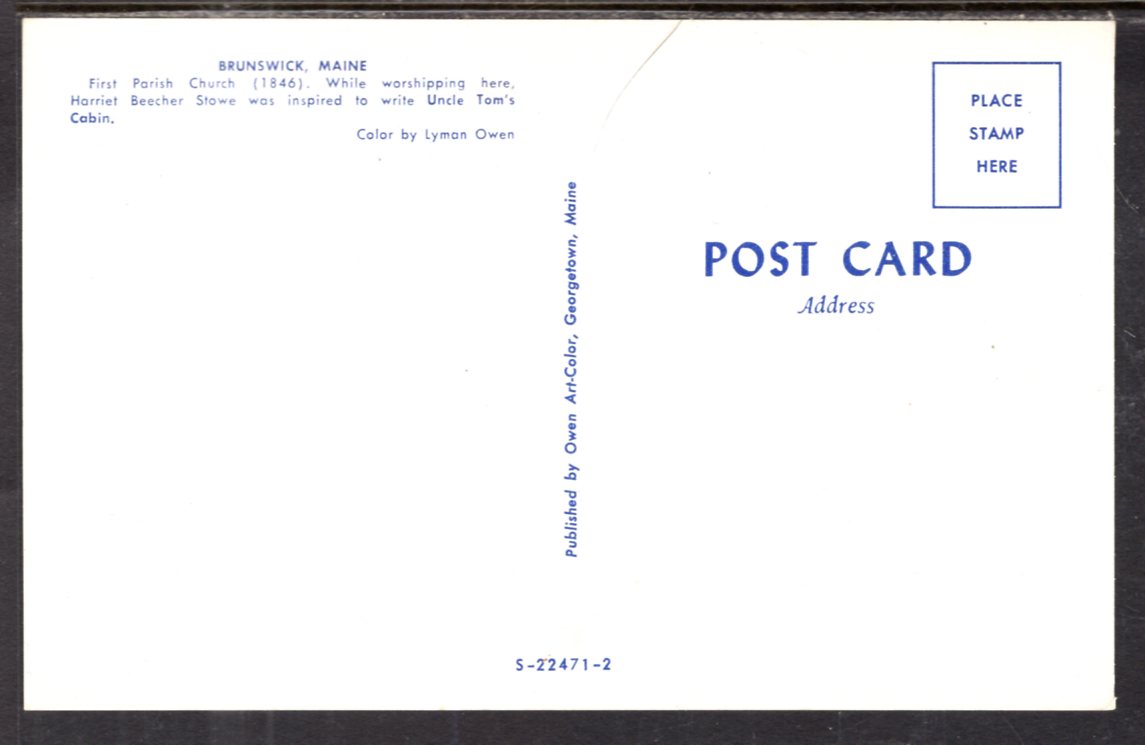 BRUNSWICK, MAINE
First Parish Church (1846). While worshipping here,
Harriet Beecher Stowe was inspired to write Uncle Tom's
Cabin.
Color by Lyman Owen
Published by Owen Art-Color, Georgetown, Maine
PLACE
STAMP
HERE
POST CARD
Address
S-22471-2